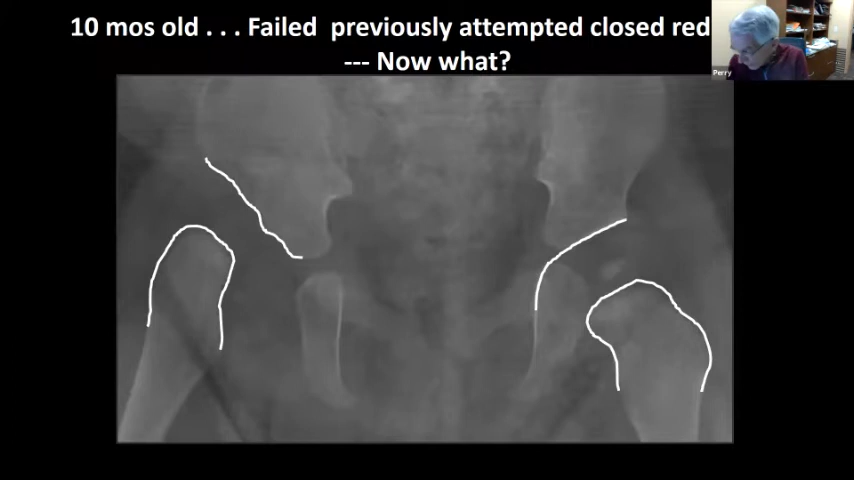 10 mos old . . . Failed  previously attempted closed red
--- Now what?
Perry